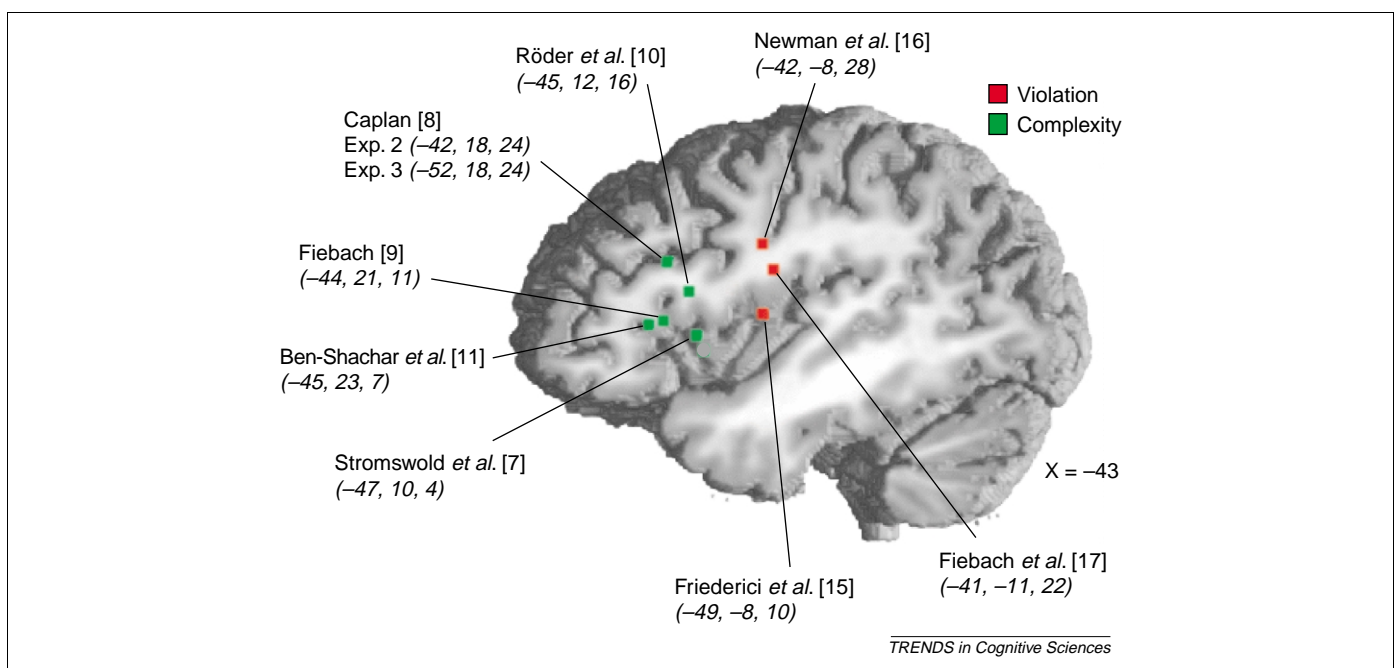 Newman et al. [16]
(–42, –8, 28)
Röder et al. [10]
(–45, 12, 16)
Violation
Complexity
Caplan [8]
Exp. 2 (–42, 18, 24)
Exp. 3 (–52, 18, 24)
Fiebach [9]
(–44, 21, 11)
Ben-Shachar et al. [11]
(–45, 23, 7)
Stromswold et al. [7]
(–47, 10, 4)
X = –43
Fiebach et al. [17]
(–41, –11, 22)
Friederici et al. [15]
(–49, –8, 10)
TRENDS in Cognitive Sciences